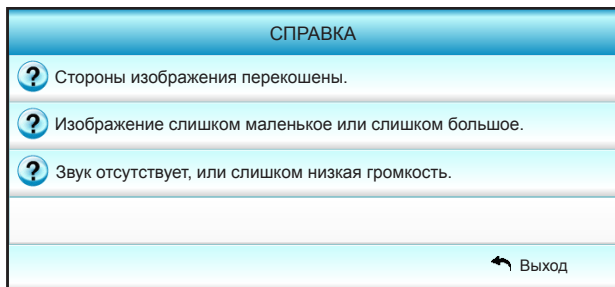 СПРАВКА
Стороны изображения перекошены.
Изображение слишком маленькое или слишком большое.
Звук отсутствует, или слишком низкая громкость.
Выход